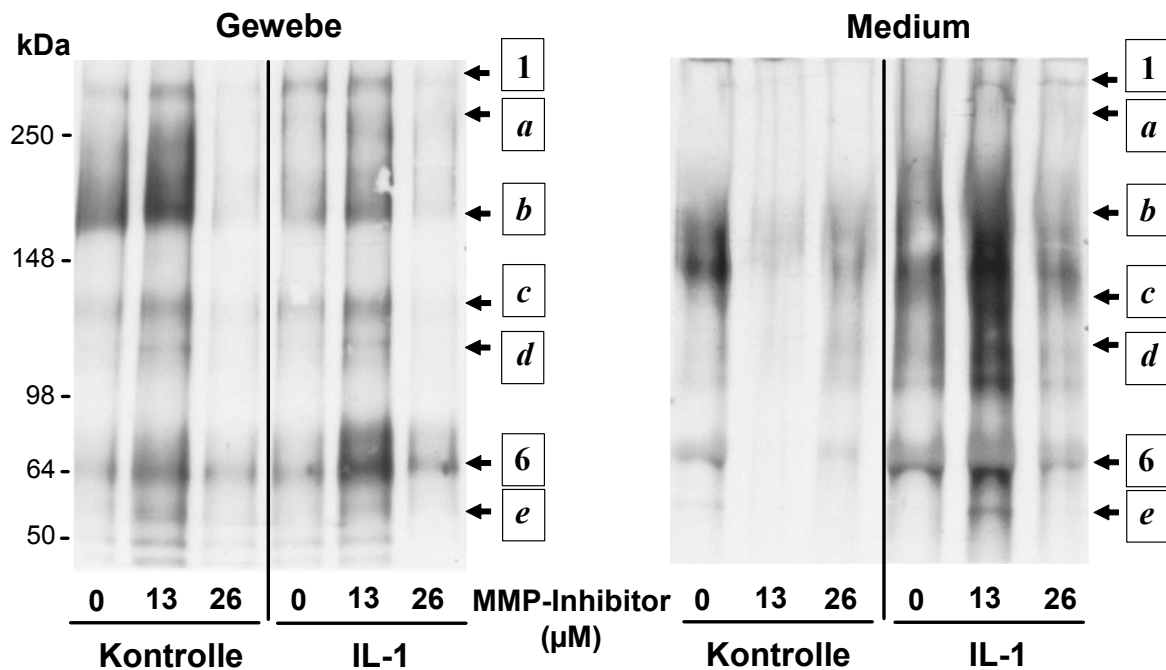 Gewebe
Medium
kDa
250 -
148 -
98 -
64 -
50 -
1
a
b
c
d
6
e
1
a
b
c
d
6
e
0 13 26 0 13 26 MMP-Inhibitor (µM) 0 13 26 0 13 26
Kontrolle IL-1 Kontrolle IL-1